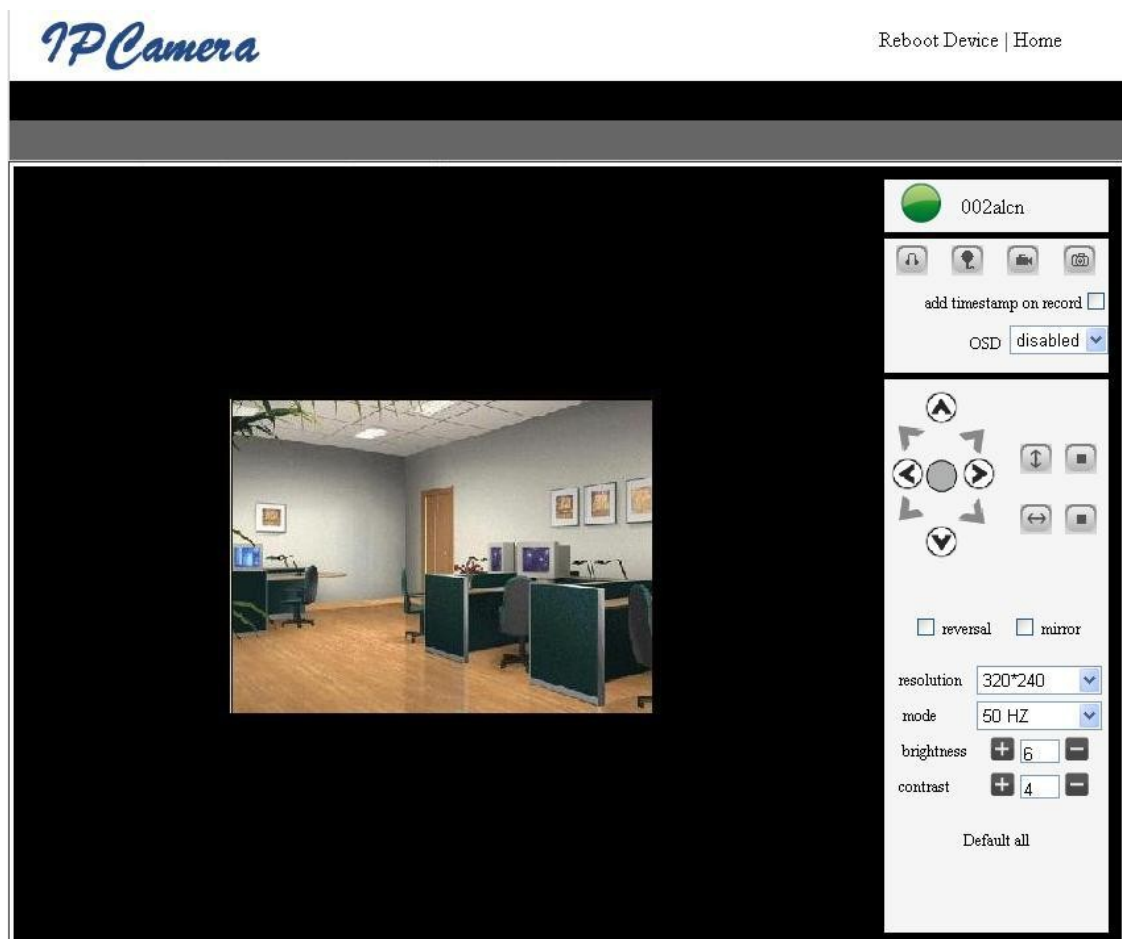 IPCamera
Reboot Device | Home
002alcn
add timestamp on record
OSD disabled
reversal mirror
resolution 320*240
mode 50 HZ
brightness 6
contrast 4
Default all